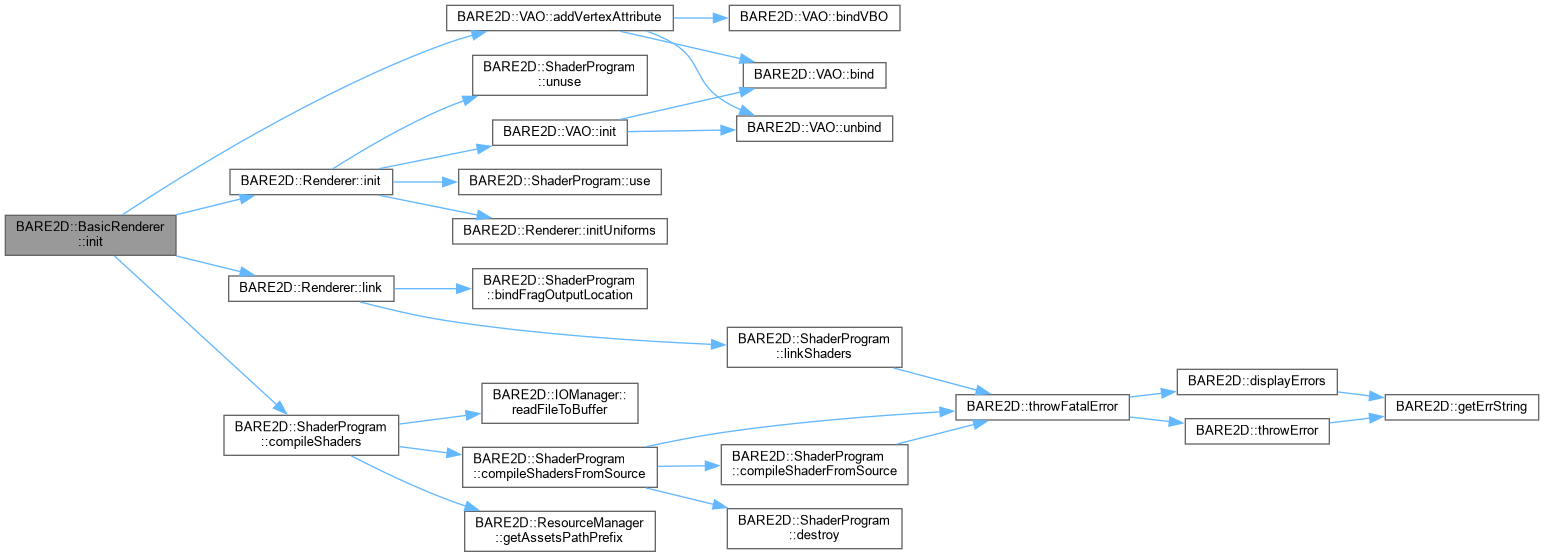 BARE2D::BasicRenderer
::init
BARE2D::VAO::addVertexAttribute
BARE2D::VAO::bindVBO
BARE2D::VAO::bind
BARE2D::VAO::unbind
BARE2D::Renderer::init
BARE2D::ShaderProgram
::unuse
BARE2D::VAO::init
BARE2D::ShaderProgram::use
BARE2D::Renderer::initUniforms
BARE2D::Renderer::link
BARE2D::ShaderProgram
::bindFragOutputLocation
BARE2D::ShaderProgram
::linkShaders
BARE2D::throwFatalError
BARE2D::displayErrors
BARE2D::getErrString
BARE2D::throwError
BARE2D::ShaderProgram
::compileShaders
BARE2D::IOManager::
readFileToBuffer
BARE2D::ShaderProgram
::compileShadersFromSource
BARE2D::ShaderProgram
::compileShaderFromSource
BARE2D::ShaderProgram
::destroy
BARE2D::ResourceManager
::getAssetsPathPrefix